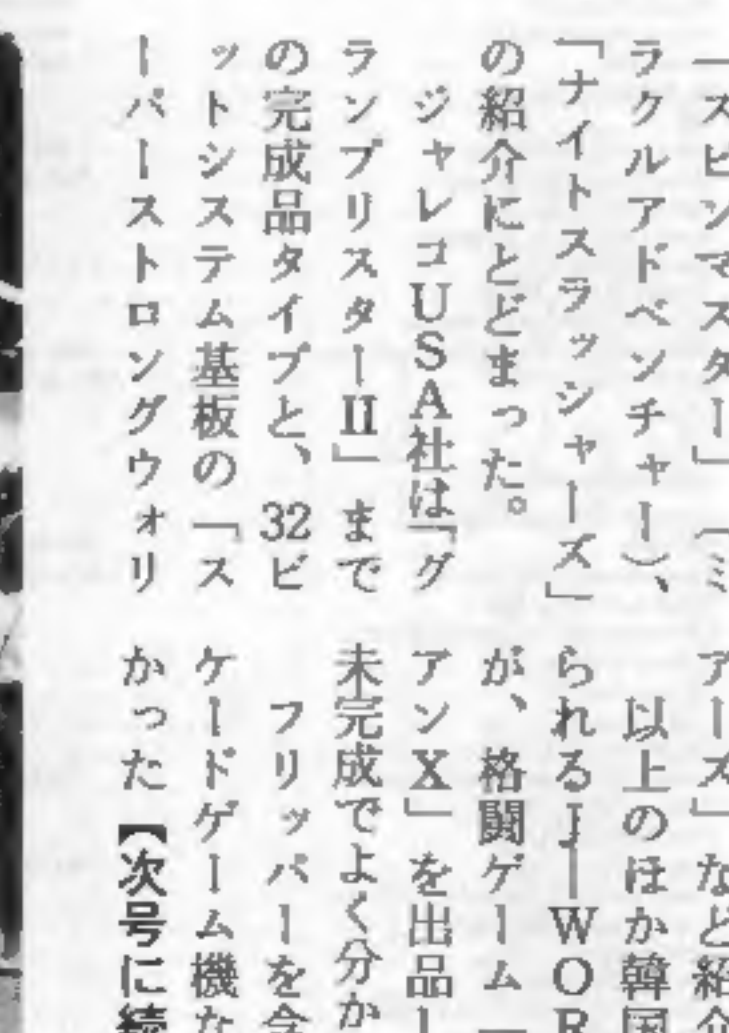 「スピンマスター」（ミ
ラクルアドベンチャー）、
「ナイトスラッシャーズ」
の紹介にとどまった。
ジャレコUSA社は「グ
ランプリスターII」まで
の完成品タイプと、32ビ
ットシステム基板の「ス
ーパーストロングウォリ
アーズ」など紹介
以上のほか韓国
られるJ―WOR
が、格闘ゲーム「
アンX」を出品し
未完成でよく分か
フリッパーを含
ケードゲーム機な
かった【次号に続